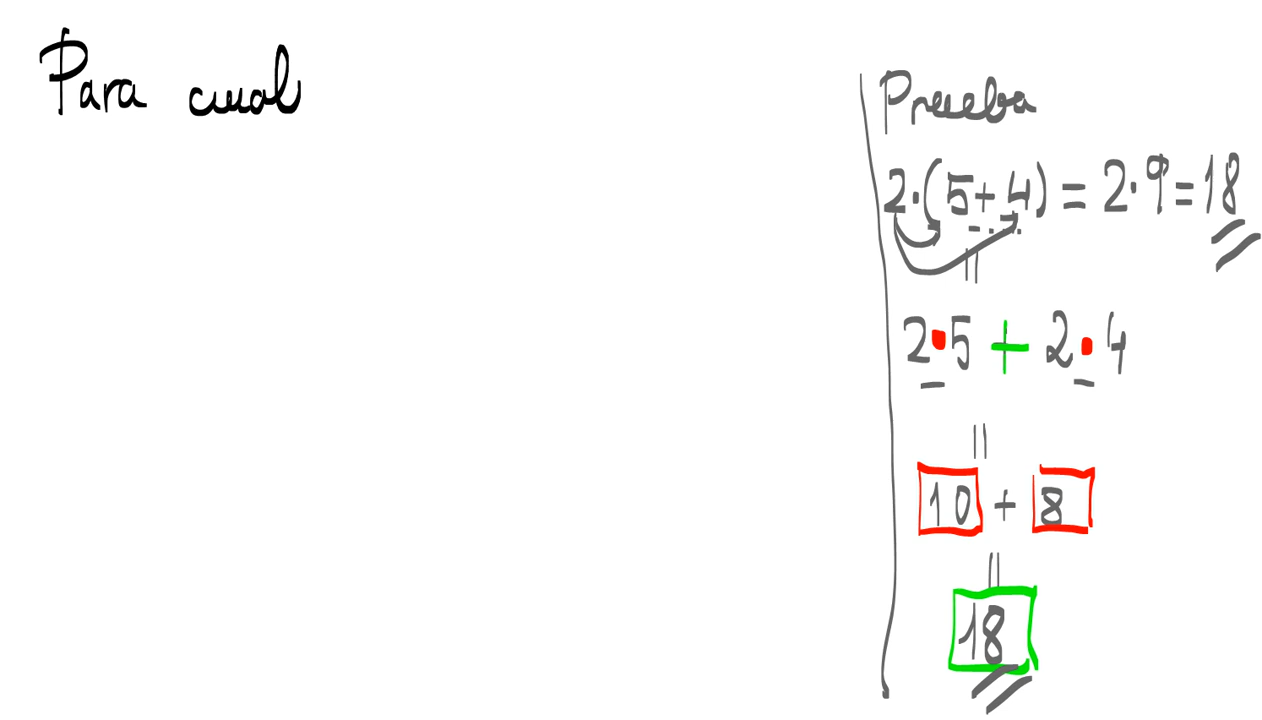 Para cual
Prueba
2·(5+4) = 2·9 = 18
||
2·5 + 2·4
||
10 + 8
||
18